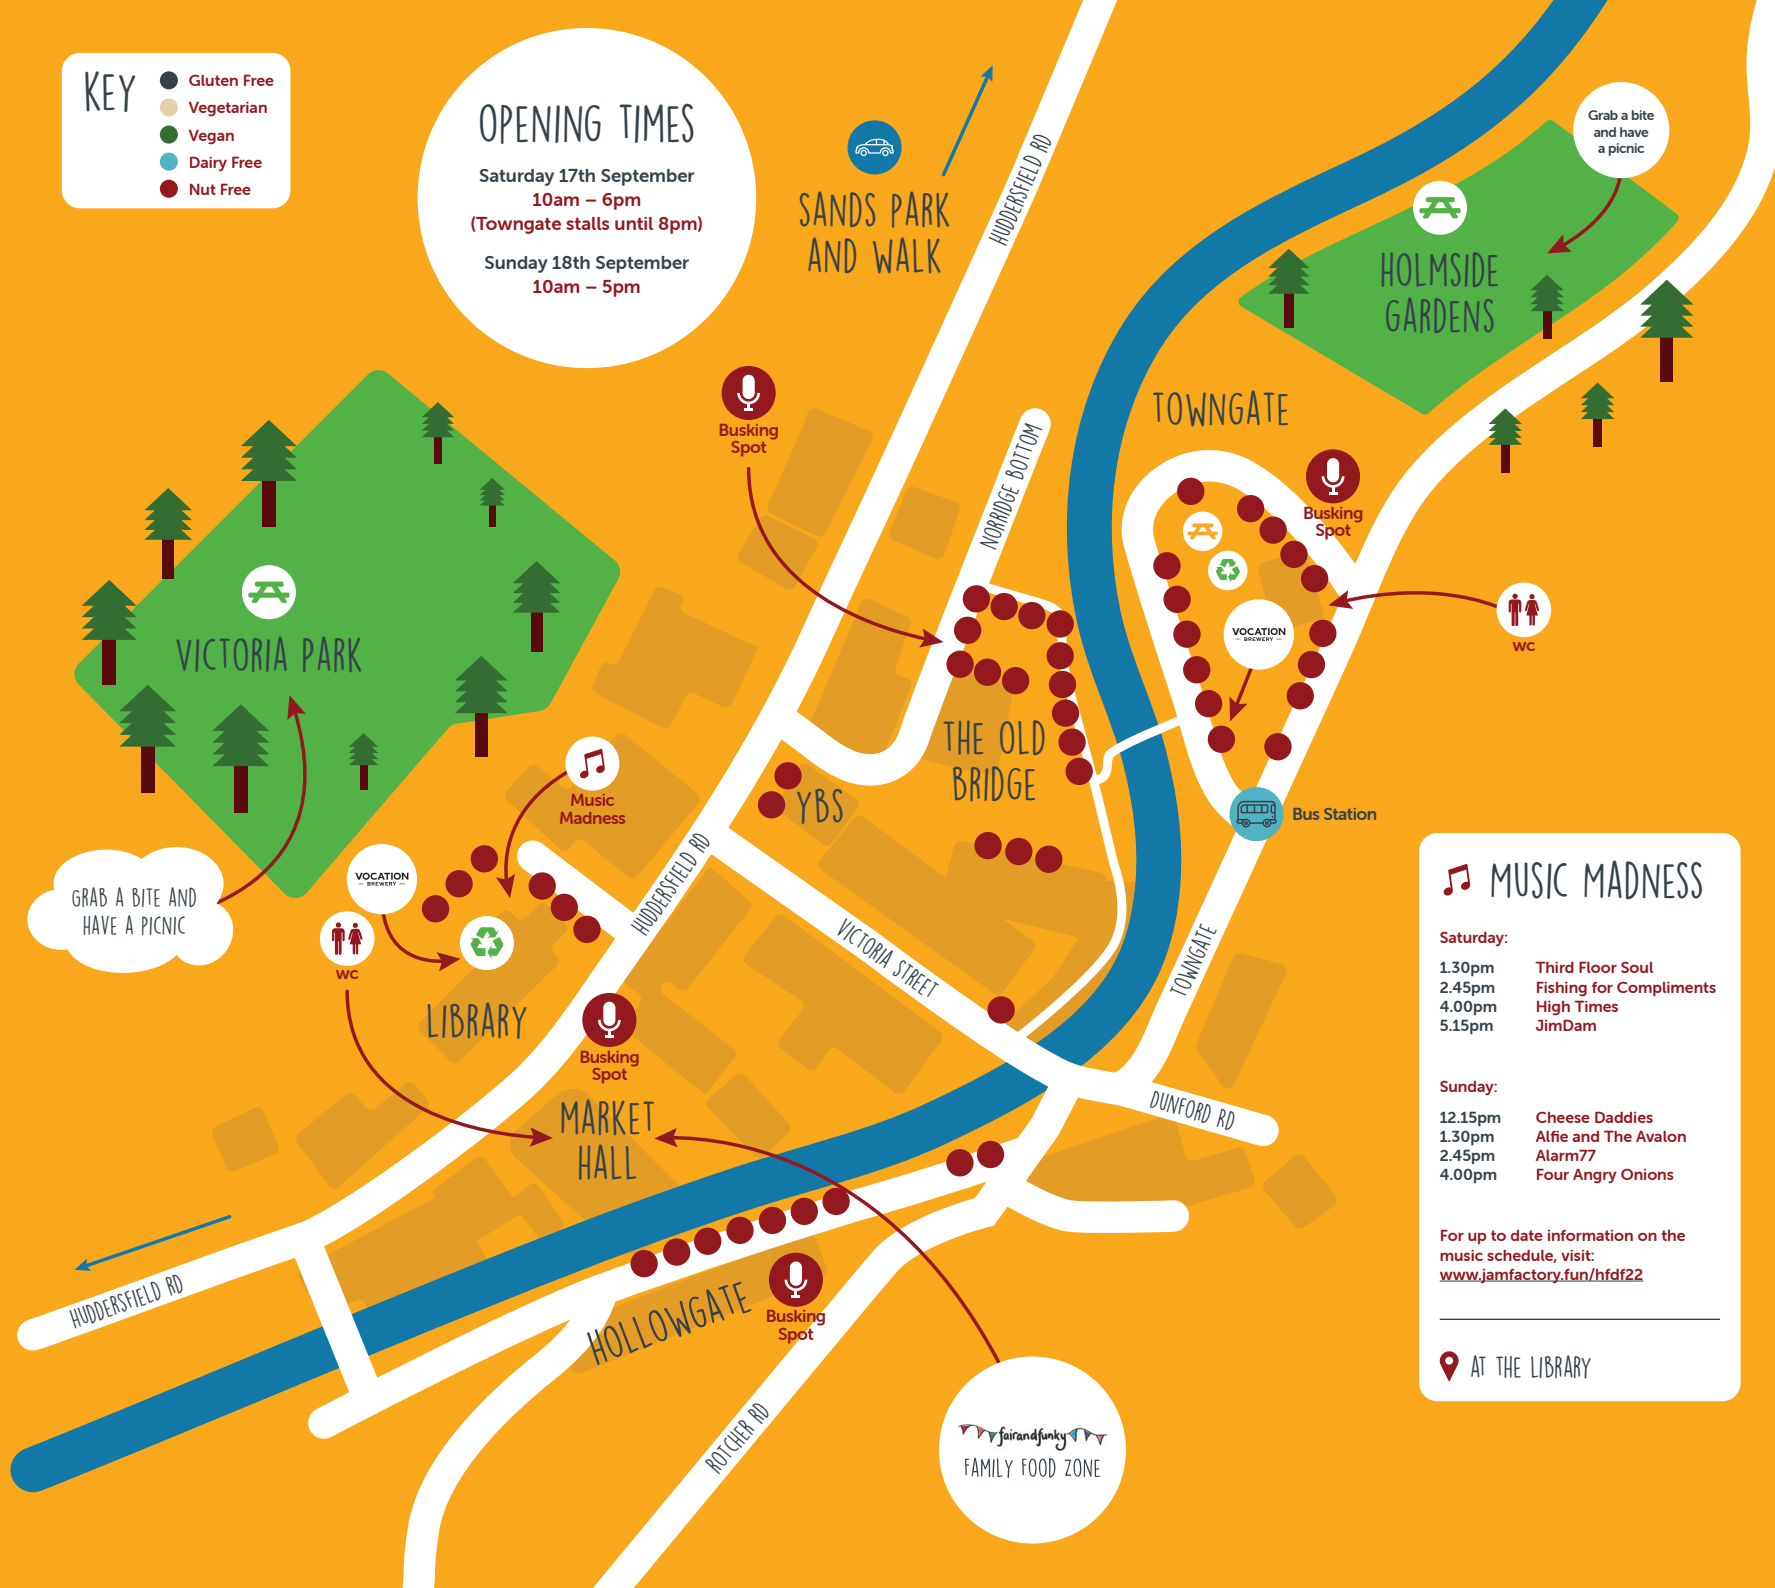 KEY
Gluten Free
Vegetarian
Vegan
Dairy Free
Nut Free
OPENING TIMES
Saturday 17th September
10am – 6pm
(Towngate stalls until 8pm)
Sunday 18th September
10am – 5pm
SANDS PARK
AND WALK
HUDDERSFIELD RD
Grab a bite
and have
a picnic
HOLMSIDE
GARDENS
TOWNGATE
Busking
Spot
NORRIDGE BOTTOM
Busking
Spot
VOCATION
BREWERY
WC
VICTORIA PARK
THE OLD
BRIDGE
Music
Madness
YBS
Bus Station
HUDDERSFIELD RD
VOCATION
BREWERY
GRAB A BITE AND
HAVE A PICNIC
WC
VICTORIA STREET
TOWNGATE
LIBRARY
Busking
Spot
MARKET
HALL
DUNFORD RD
HUDDERSFIELD RD
HOLLOWGATE
Busking
Spot
ROTCHER RD
fairandfunky
FAMILY FOOD ZONE
MUSIC MADNESS
Saturday:
1.30pm Third Floor Soul
2.45pm Fishing for Compliments
4.00pm High Times
5.15pm JimDam
Sunday:
12.15pm Cheese Daddies
1.30pm Alfie and The Avalon
2.45pm Alarm77
4.00pm Four Angry Onions
For up to date information on the
music schedule, visit:
www.jamfactory.fun/hfdf22
AT THE LIBRARY